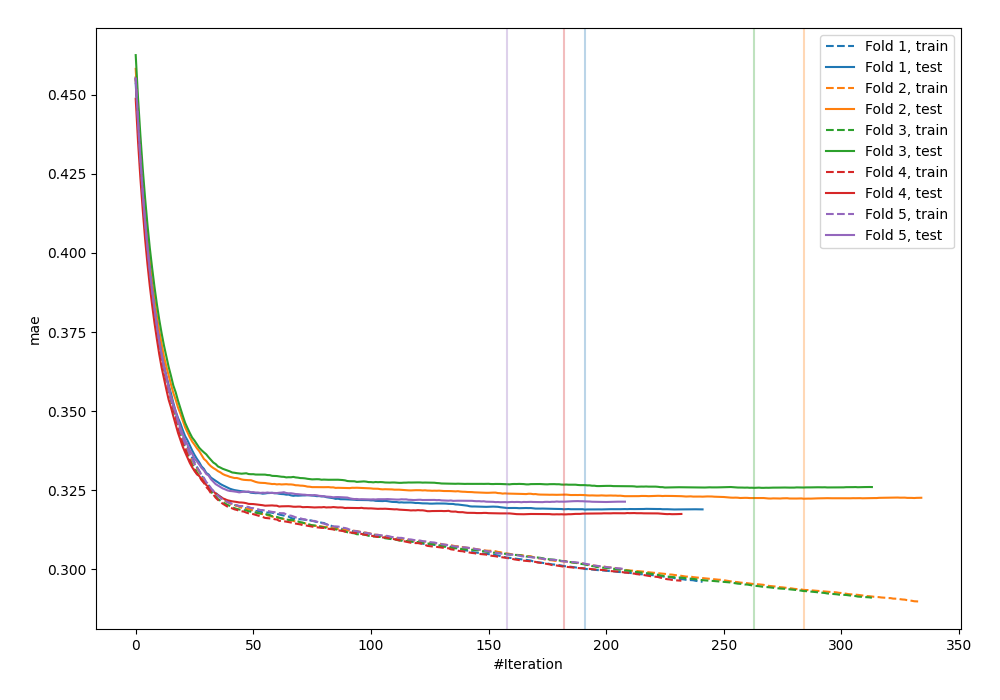 0.450
0.425
0.400
0.375
0.350
0.325
0.300
mae
0
50
100
150
200
250
300
350
#Iteration
Fold 1, train
Fold 1, test
Fold 2, train
Fold 2, test
Fold 3, train
Fold 3, test
Fold 4, train
Fold 4, test
Fold 5, train
Fold 5, test